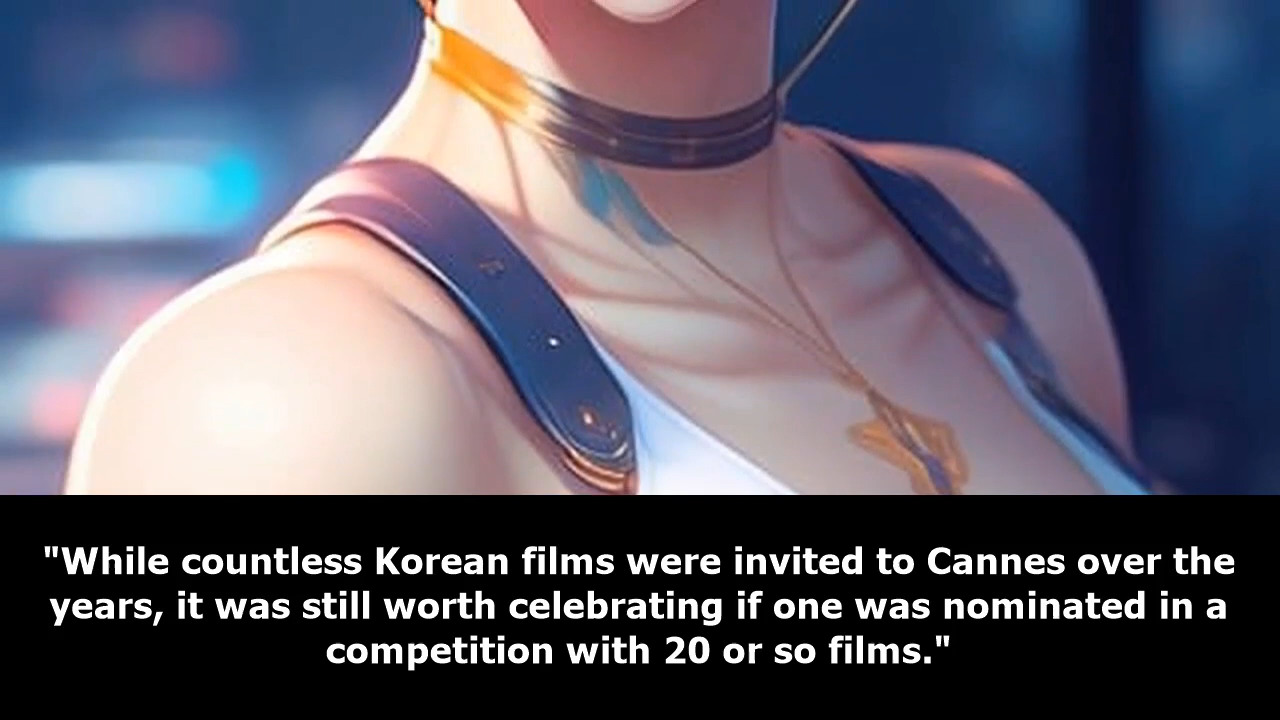 "While countless Korean films were invited to Cannes over the
years, it was still worth celebrating if one was nominated in a
competition with 20 or so films."